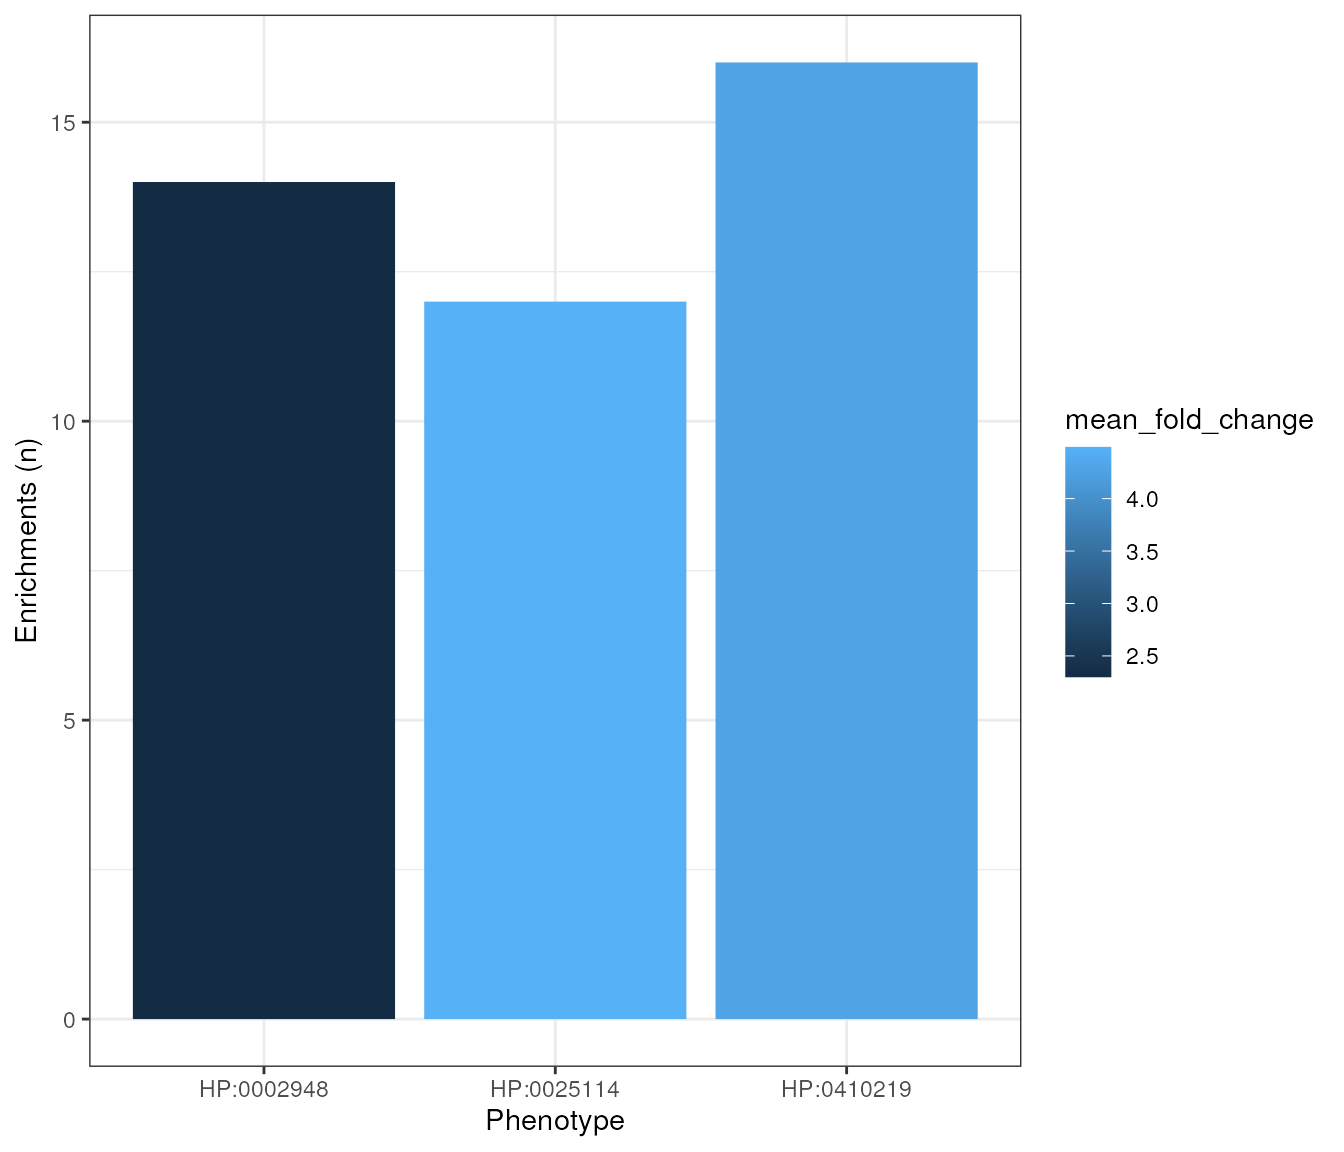 15
10
5
0
Enrichments (n)
HP:0002948
HP:0025114
HP:0410219
Phenotype
mean_fold_change
4.0
3.5
3.0
2.5